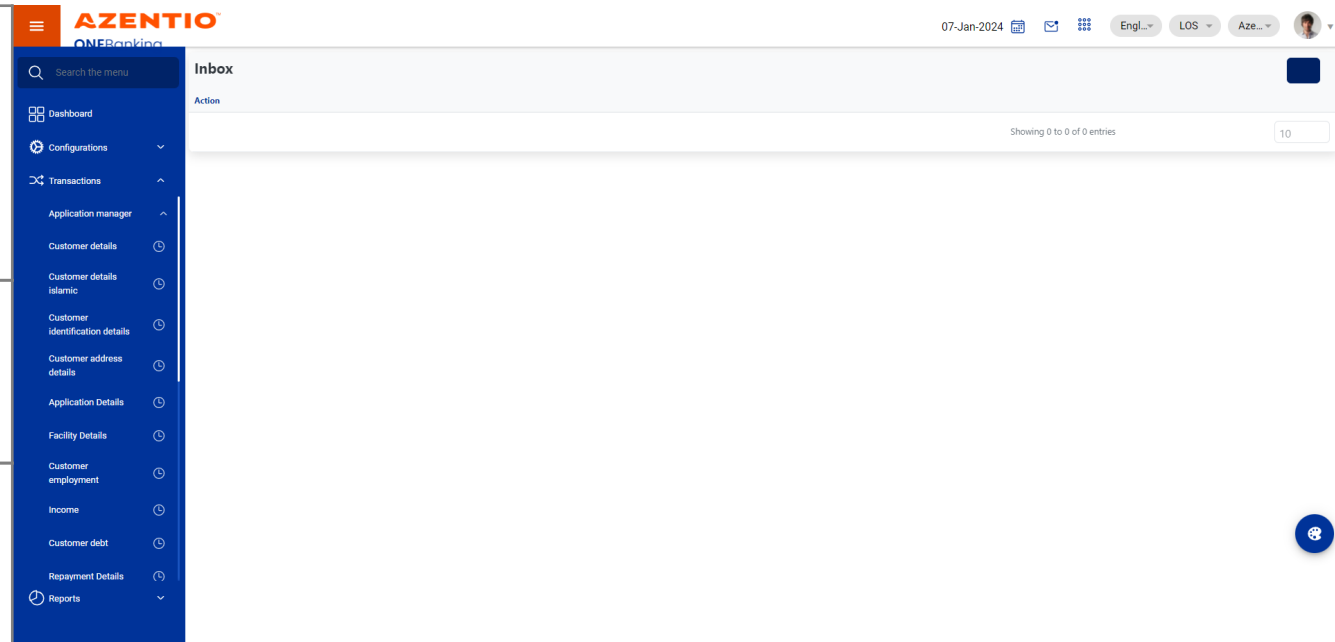 AZENTIO
ONEBanking
07-Jan-2024
Engl...
LOS
Aze...
Search the menu
Inbox
Action
Showing 0 to 0 of 0 entries
10
Dashboard
Configurations
Transactions
Application manager
Customer details
Customer details
islamic
Customer
identification details
Customer address
details
Application Details
Facility Details
Customer
employment
Income
Customer debt
Repayment Details
Reports